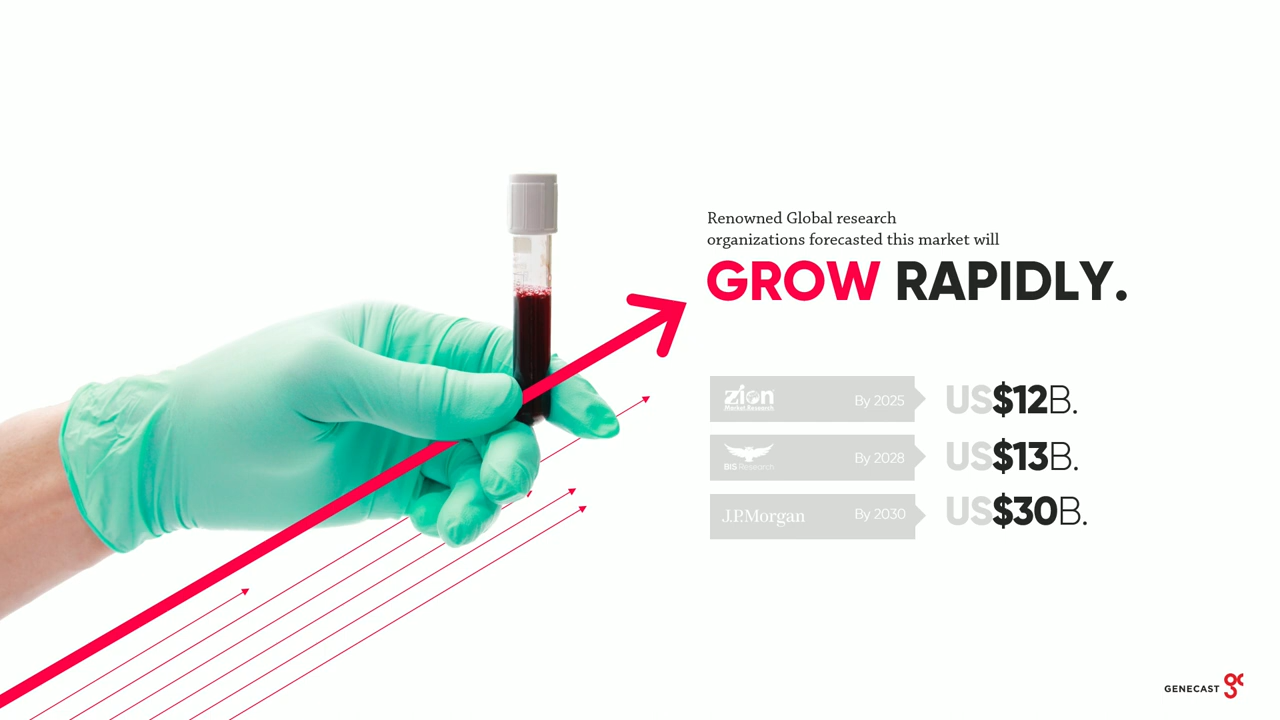 Renowned Global research
organizations forecasted this market will
GROW RAPIDLY.
zion
Market Research
By 2025
US$12B.
BIS Research
By 2028
US$13B.
J.P.Morgan
By 2030
US$30B.
GENECAST